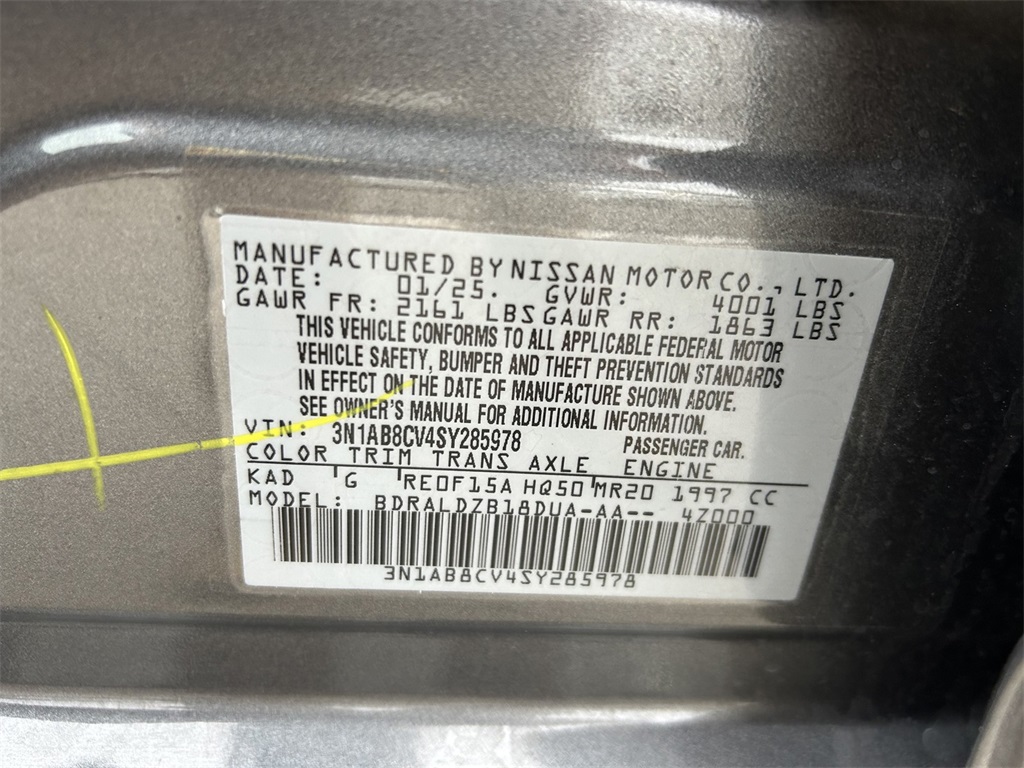 MANUFACTURED BY NISSAN MOTOR CO., LTD.
DATE: 01/25. GVWR: 4001 LBS
GAWR FR: 2161 LBS GAWR RR: 1863 LBS
THIS VEHICLE CONFORMS TO ALL APPLICABLE FEDERAL MOTOR
VEHICLE SAFETY, BUMPER AND THEFT PREVENTION STANDARDS
IN EFFECT ON THE DATE OF MANUFACTURE SHOWN ABOVE.
SEE OWNER'S MANUAL FOR ADDITIONAL INFORMATION.
VIN: 3N1AB8CV4SY285978 PASSENGER CAR.
COLOR TRIM TRANS AXLE ENGINE
KAD G RE0F15A HQ50 MR20 1997 CC
MODEL: BDRALDZB18DUA-AA-- 4Z000
3N1AB8CV4SY285978